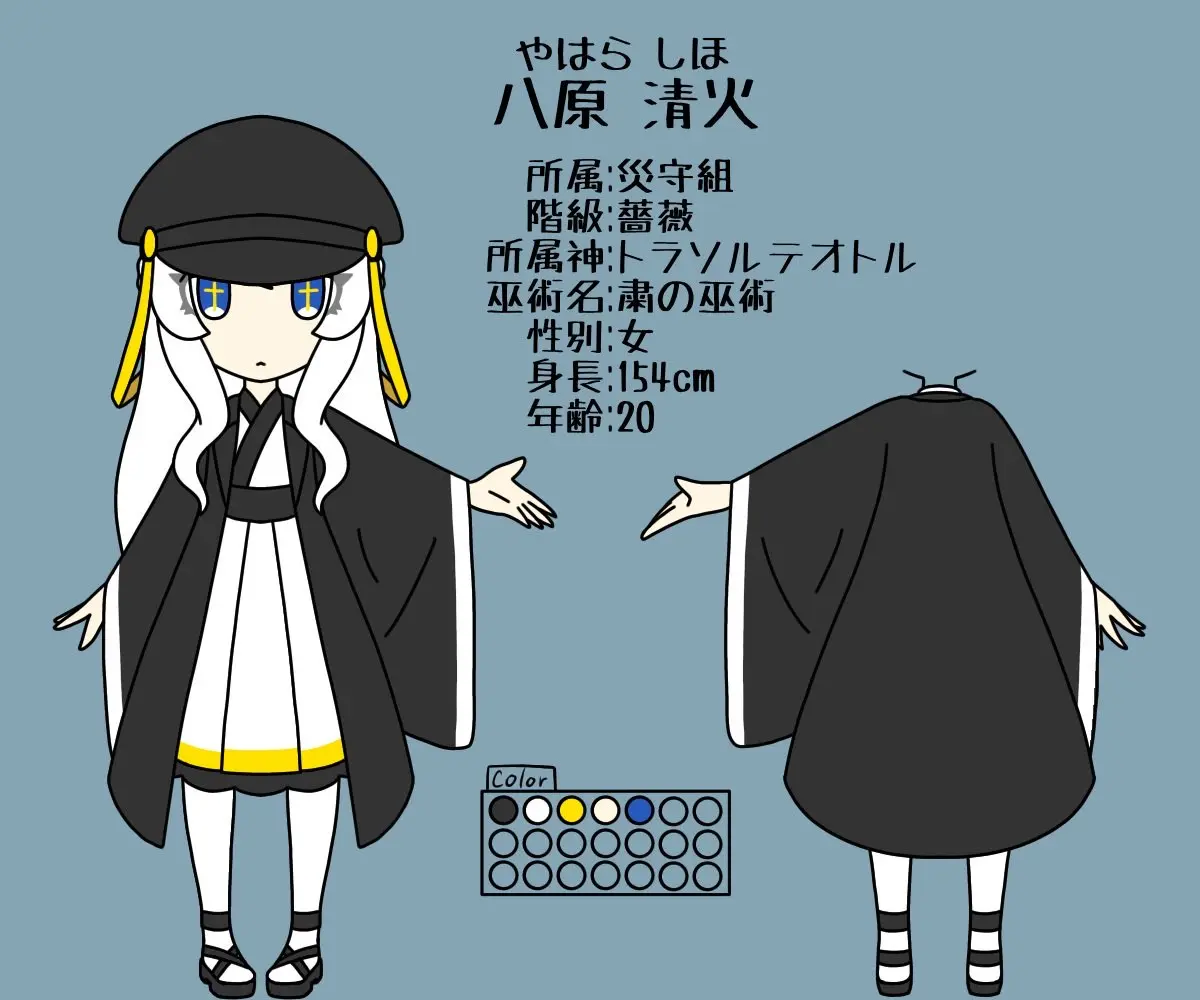 やはら しほ
八原 清火
所属:災守組
階級:薔薇
所属神:トラソルテオトル
巫術名:粛の巫術
性別:女
身長:154cm
年齢:20
Color